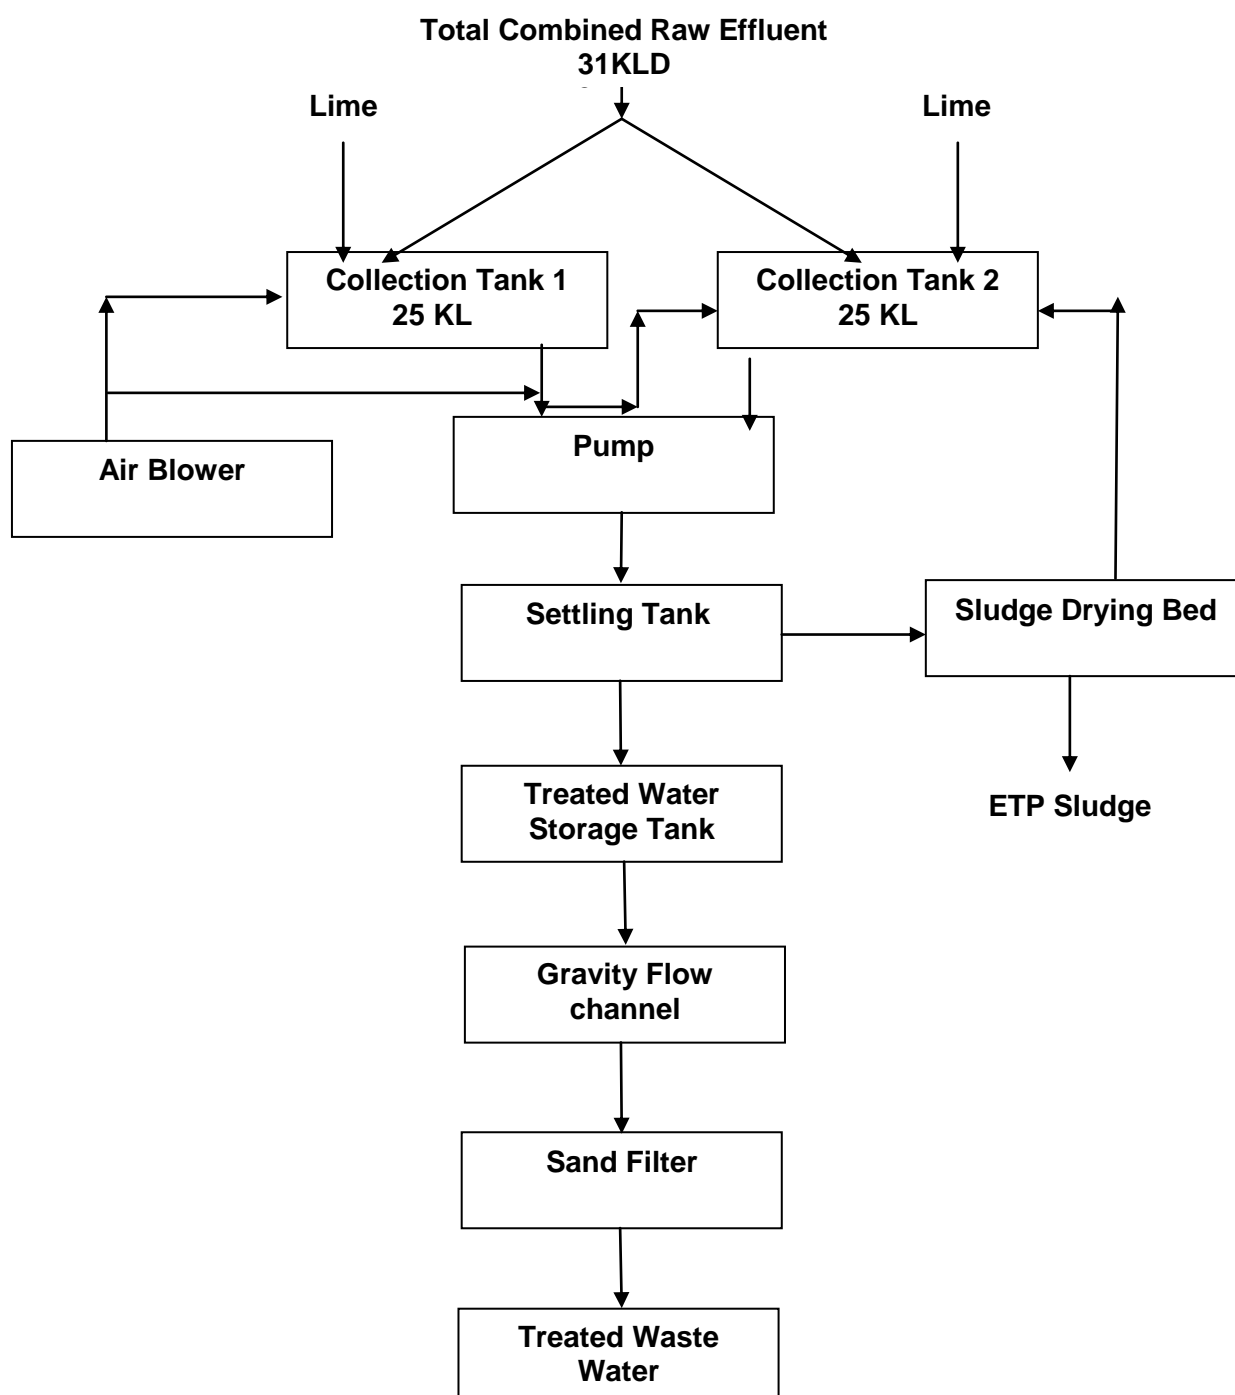 Total Combined Raw Effluent
31KLD
Lime
Lime
Collection Tank 1
25 KL
Collection Tank 2
25 KL
Pump
Air Blower
Settling Tank
Sludge Drying Bed
Treated Water
Storage Tank
ETP Sludge
Gravity Flow
channel
Sand Filter
Treated Waste
Water